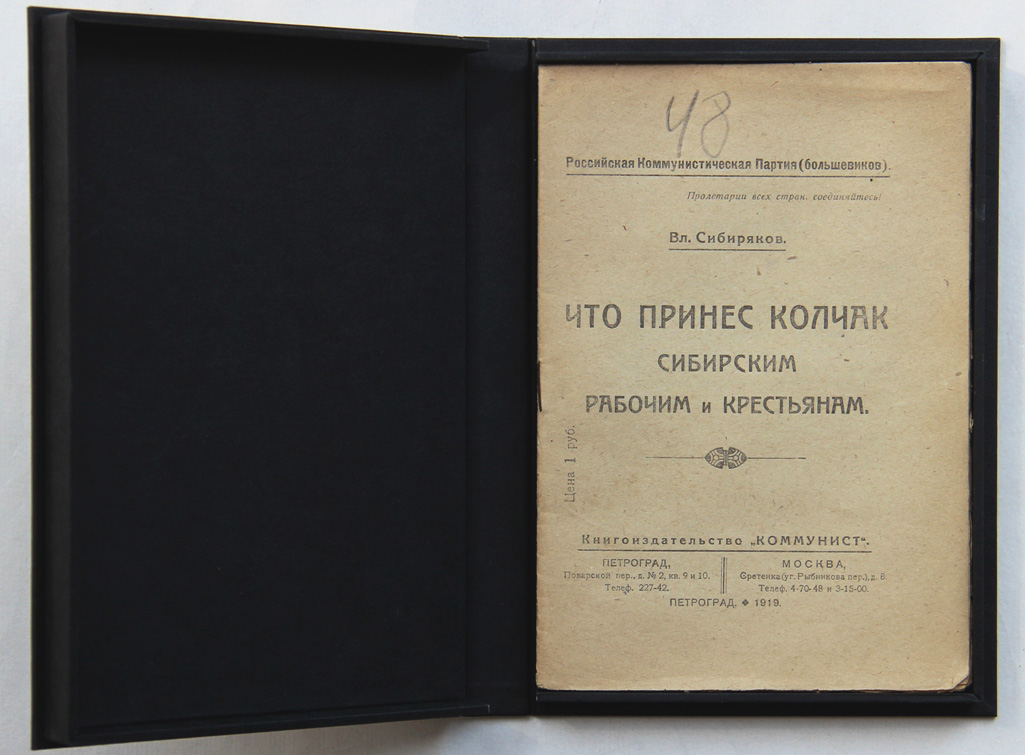 48
Российская Коммунистическая Партия (большевиков).
Пролетарии всех стран, соединяйтесь!
Вл. Сибиряков.
ЧТО ПРИНЕС КОЛЧАК
СИБИРСКИМ
РАБОЧИМ и КРЕСТЬЯНАМ.
Цена 1 руб.
Книгоиздательство „КОММУНИСТ“.
ПЕТРОГРАД,
Поварской пер., д. № 2, кв. 9 и 10.
Телеф. 227-42.
МОСКВА,
Сретенка (уг. Рыбникова пер.), д. 8
Телеф. 4-70-48 и 3-15-00.
ПЕТРОГРАД. ❖ 1919.